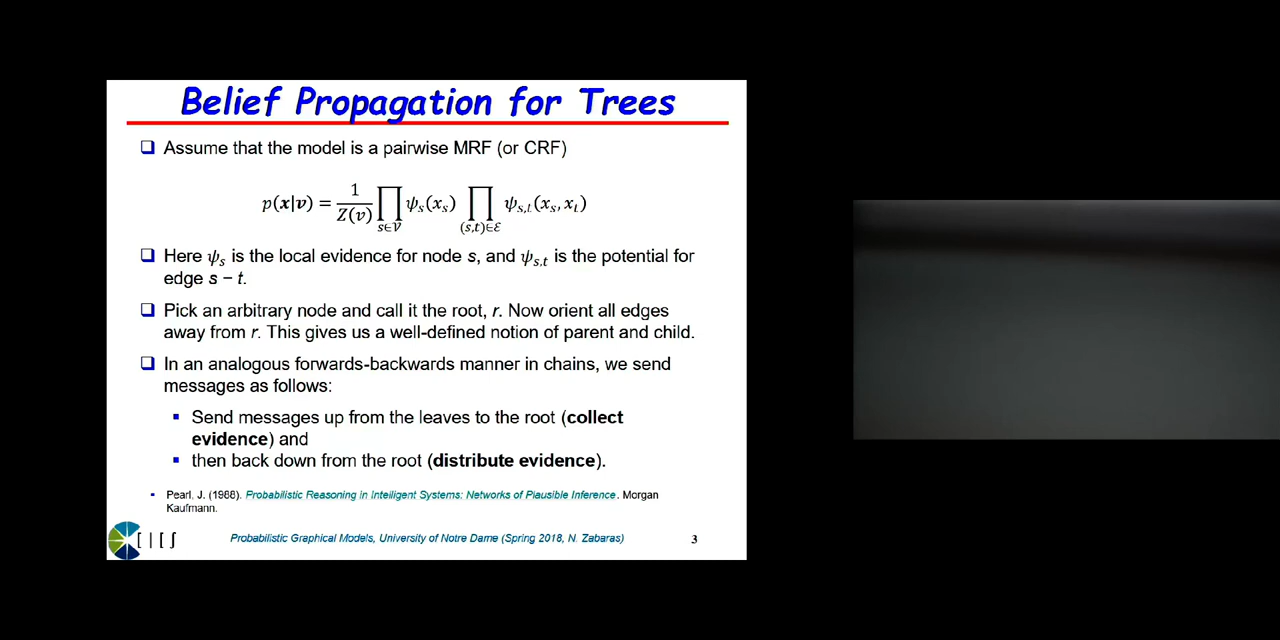 Belief Propagation for Trees
❑ Assume that the model is a pairwise MRF (or CRF)
p(x|v) = 1/Z(v) ∏_{s∈𝒱} ψ_s(x_s) ∏_{(s,t)∈ℰ} ψ_{s,t}(x_s, x_t)
❑ Here ψ_s is the local evidence for node s, and ψ_{s,t} is the potential for
edge s − t.
❑ Pick an arbitrary node and call it the root, r. Now orient all edges
away from r. This gives us a well-defined notion of parent and child.
❑ In an analogous forwards-backwards manner in chains, we send
messages as follows:
▪ Send messages up from the leaves to the root (collect
evidence) and
▪ then back down from the root (distribute evidence).
▪ Pearl, J. (1988). Probabilistic Reasoning in Intelligent Systems: Networks of Plausible Inference. Morgan
Kaufmann.
Probabilistic Graphical Models, University of Notre Dame (Spring 2018, N. Zabaras)
3